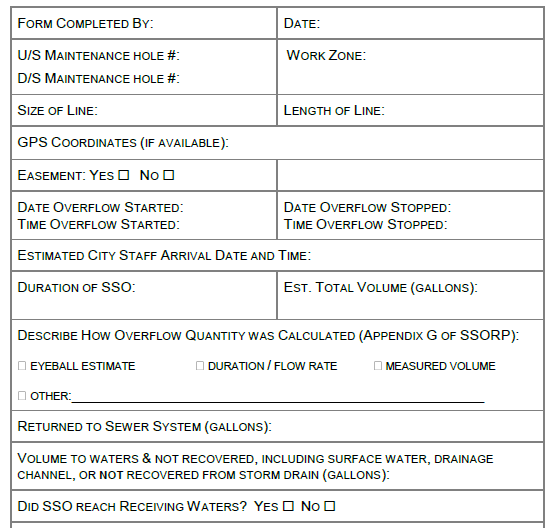 FORM COMPLETED BY: DATE:
U/S MAINTENANCE HOLE #: WORK ZONE:
D/S MAINTENANCE HOLE #:
SIZE OF LINE: LENGTH OF LINE:
GPS COORDINATES (IF AVAILABLE):
EASEMENT: YES ☐ NO ☐
DATE OVERFLOW STARTED: DATE OVERFLOW STOPPED:
TIME OVERFLOW STARTED: TIME OVERFLOW STOPPED:
ESTIMATED CITY STAFF ARRIVAL DATE AND TIME:
DURATION OF SSO: EST. TOTAL VOLUME (GALLONS):
DESCRIBE HOW OVERFLOW QUANTITY WAS CALCULATED (APPENDIX G OF SSORP):
☐ EYEBALL ESTIMATE ☐ DURATION / FLOW RATE ☐ MEASURED VOLUME
☐ OTHER:
RETURNED TO SEWER SYSTEM (GALLONS):
VOLUME TO WATERS & NOT RECOVERED, INCLUDING SURFACE WATER, DRAINAGE
CHANNEL, OR NOT RECOVERED FROM STORM DRAIN (GALLONS):
DID SSO REACH RECEIVING WATERS? YES ☐ NO ☐